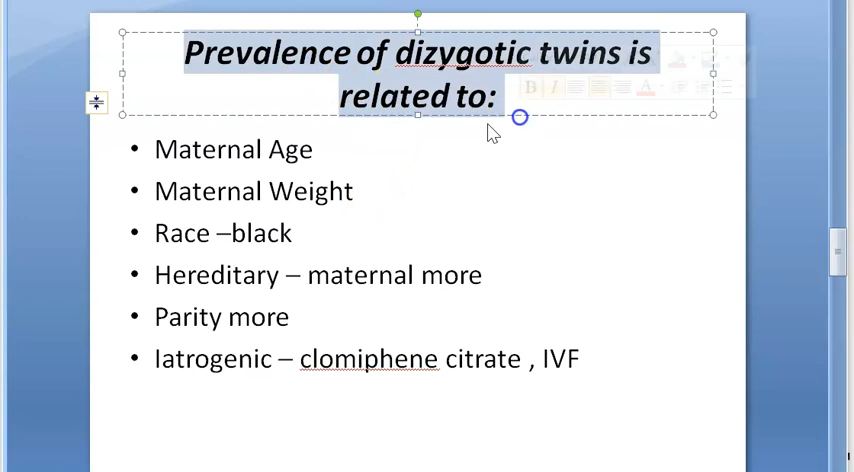 Prevalence of dizygotic twins is
related to:
• Maternal Age
• Maternal Weight
• Race –black
• Hereditary – maternal more
• Parity more
• Iatrogenic – clomiphene citrate , IVF